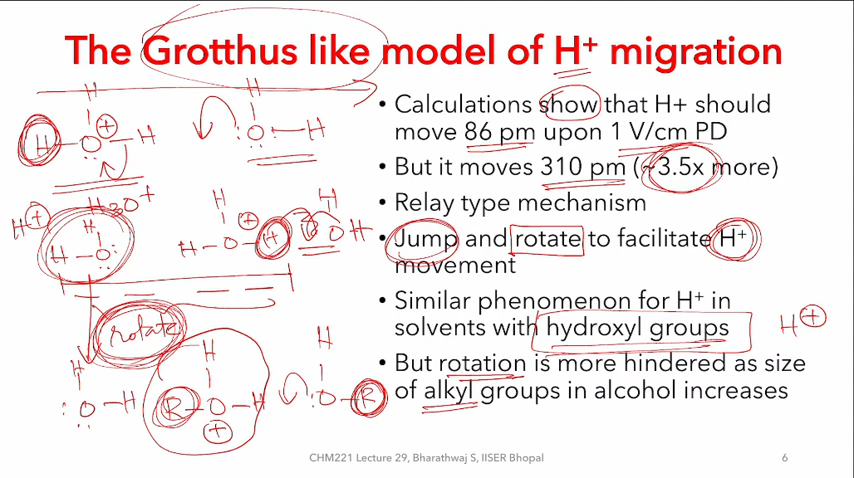 The Grotthus like model of H⁺ migration
• Calculations show that H+ should
move 86 pm upon 1 V/cm PD
• But it moves 310 pm (~3.5x more)
• Relay type mechanism
• Jump and rotate to facilitate H⁺
movement
• Similar phenomenon for H⁺ in
solvents with hydroxyl groups
• But rotation is more hindered as size
of alkyl groups in alcohol increases
H
H
H–O–H
⊕
:O–H
H₃O⁺
H⊕
H
H–O:
H
H–O–H
⊕
H
OH
rotate
H⊕
H
:O–H
H
R–O–H
⊕
H
:O–R
CHM221 Lecture 29, Bharathwaj S, IISER Bhopal
6